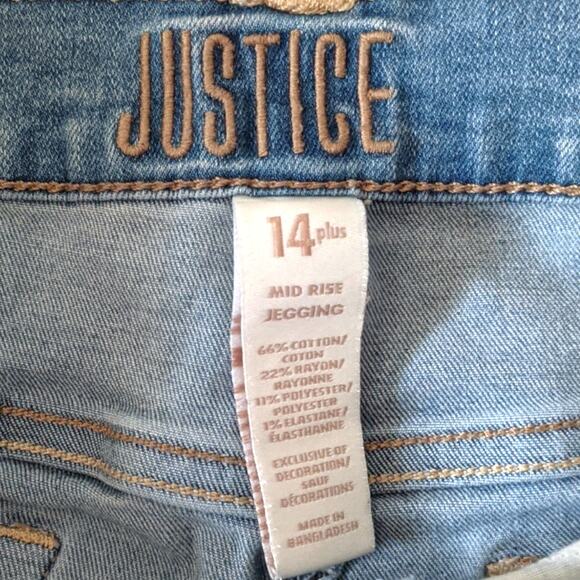 JUSTICE
14 plus
MID RISE
JEGGING
66% COTTON/
COTON
22% RAYON/
RAYONNE
11% POLYESTER/
POLYESTER
1% ELASTANE/
ÉLASTHANNE
EXCLUSIVE OF
DECORATION/
SAUF
DÉCORATIONS
MADE IN
BANGLADESH